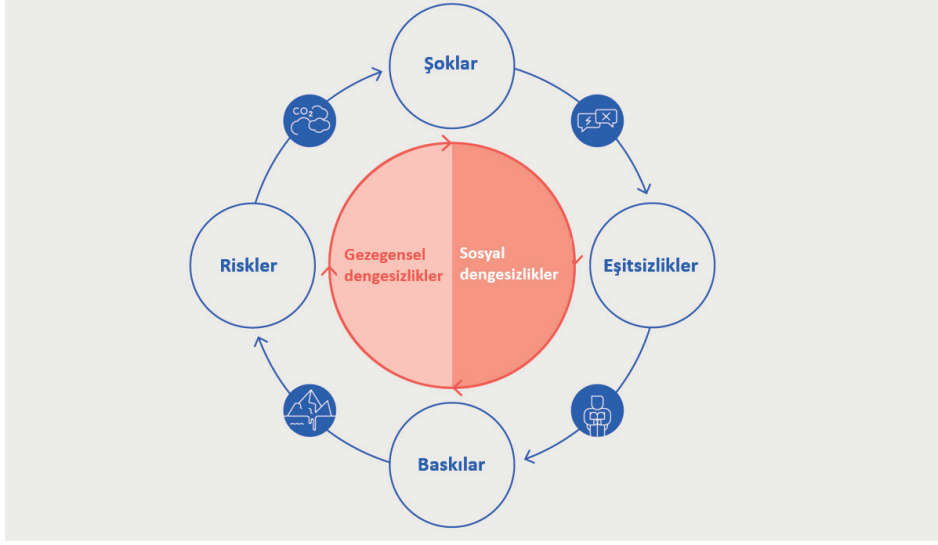 Şoklar
CO₂
Riskler
Gezegensel
dengesizlikler
Sosyal
dengesizlikler
Eşitsizlikler
Baskılar